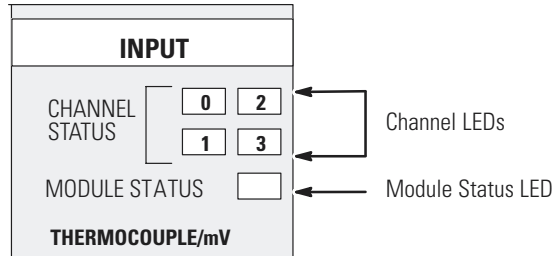 INPUT
CHANNEL
STATUS
0 2
1 3
Channel LEDs
MODULE STATUS
Module Status LED
THERMOCOUPLE/mV